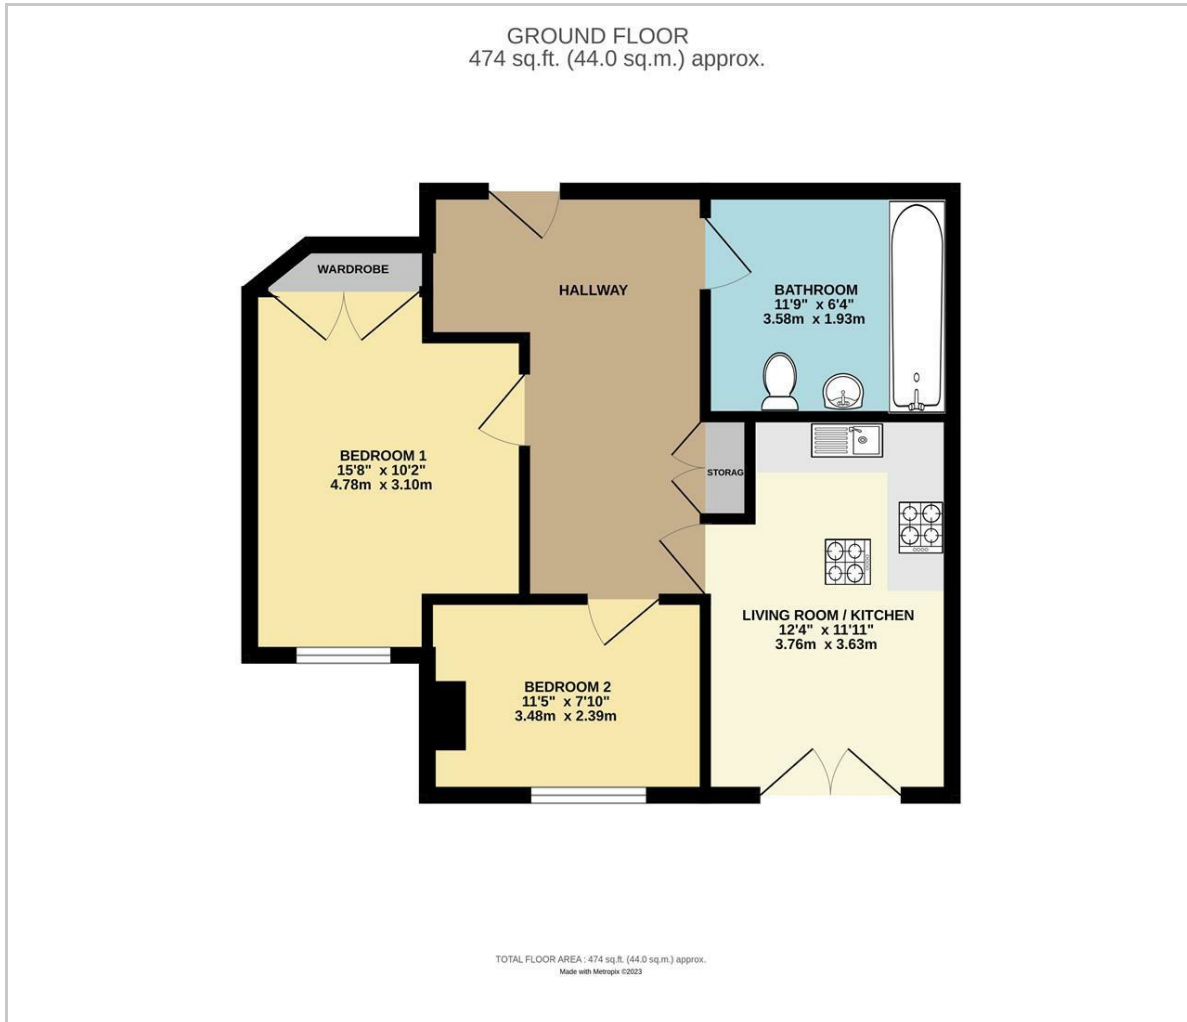 GROUND FLOOR
474 sq.ft. (44.0 sq.m.) approx.
WARDROBE
HALLWAY
BATHROOM
11'9" x 6'4"
3.58m x 1.93m
BEDROOM 1
15'8" x 10'2"
4.78m x 3.10m
STORAG
LIVING ROOM / KITCHEN
12'4" x 11'11"
3.76m x 3.63m
BEDROOM 2
11'5" x 7'10"
3.48m x 2.39m
TOTAL FLOOR AREA : 474 sq.ft. (44.0 sq.m.) approx.
Made with Metropix ©2023